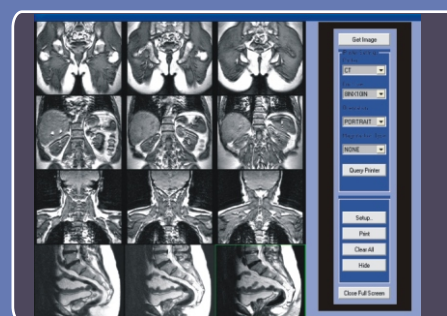 Get Image
CT
8INX10IN
PORTRAIT
NONE
Query Printer
Setup..
Print
Clear All
Hide
Close Full Screen